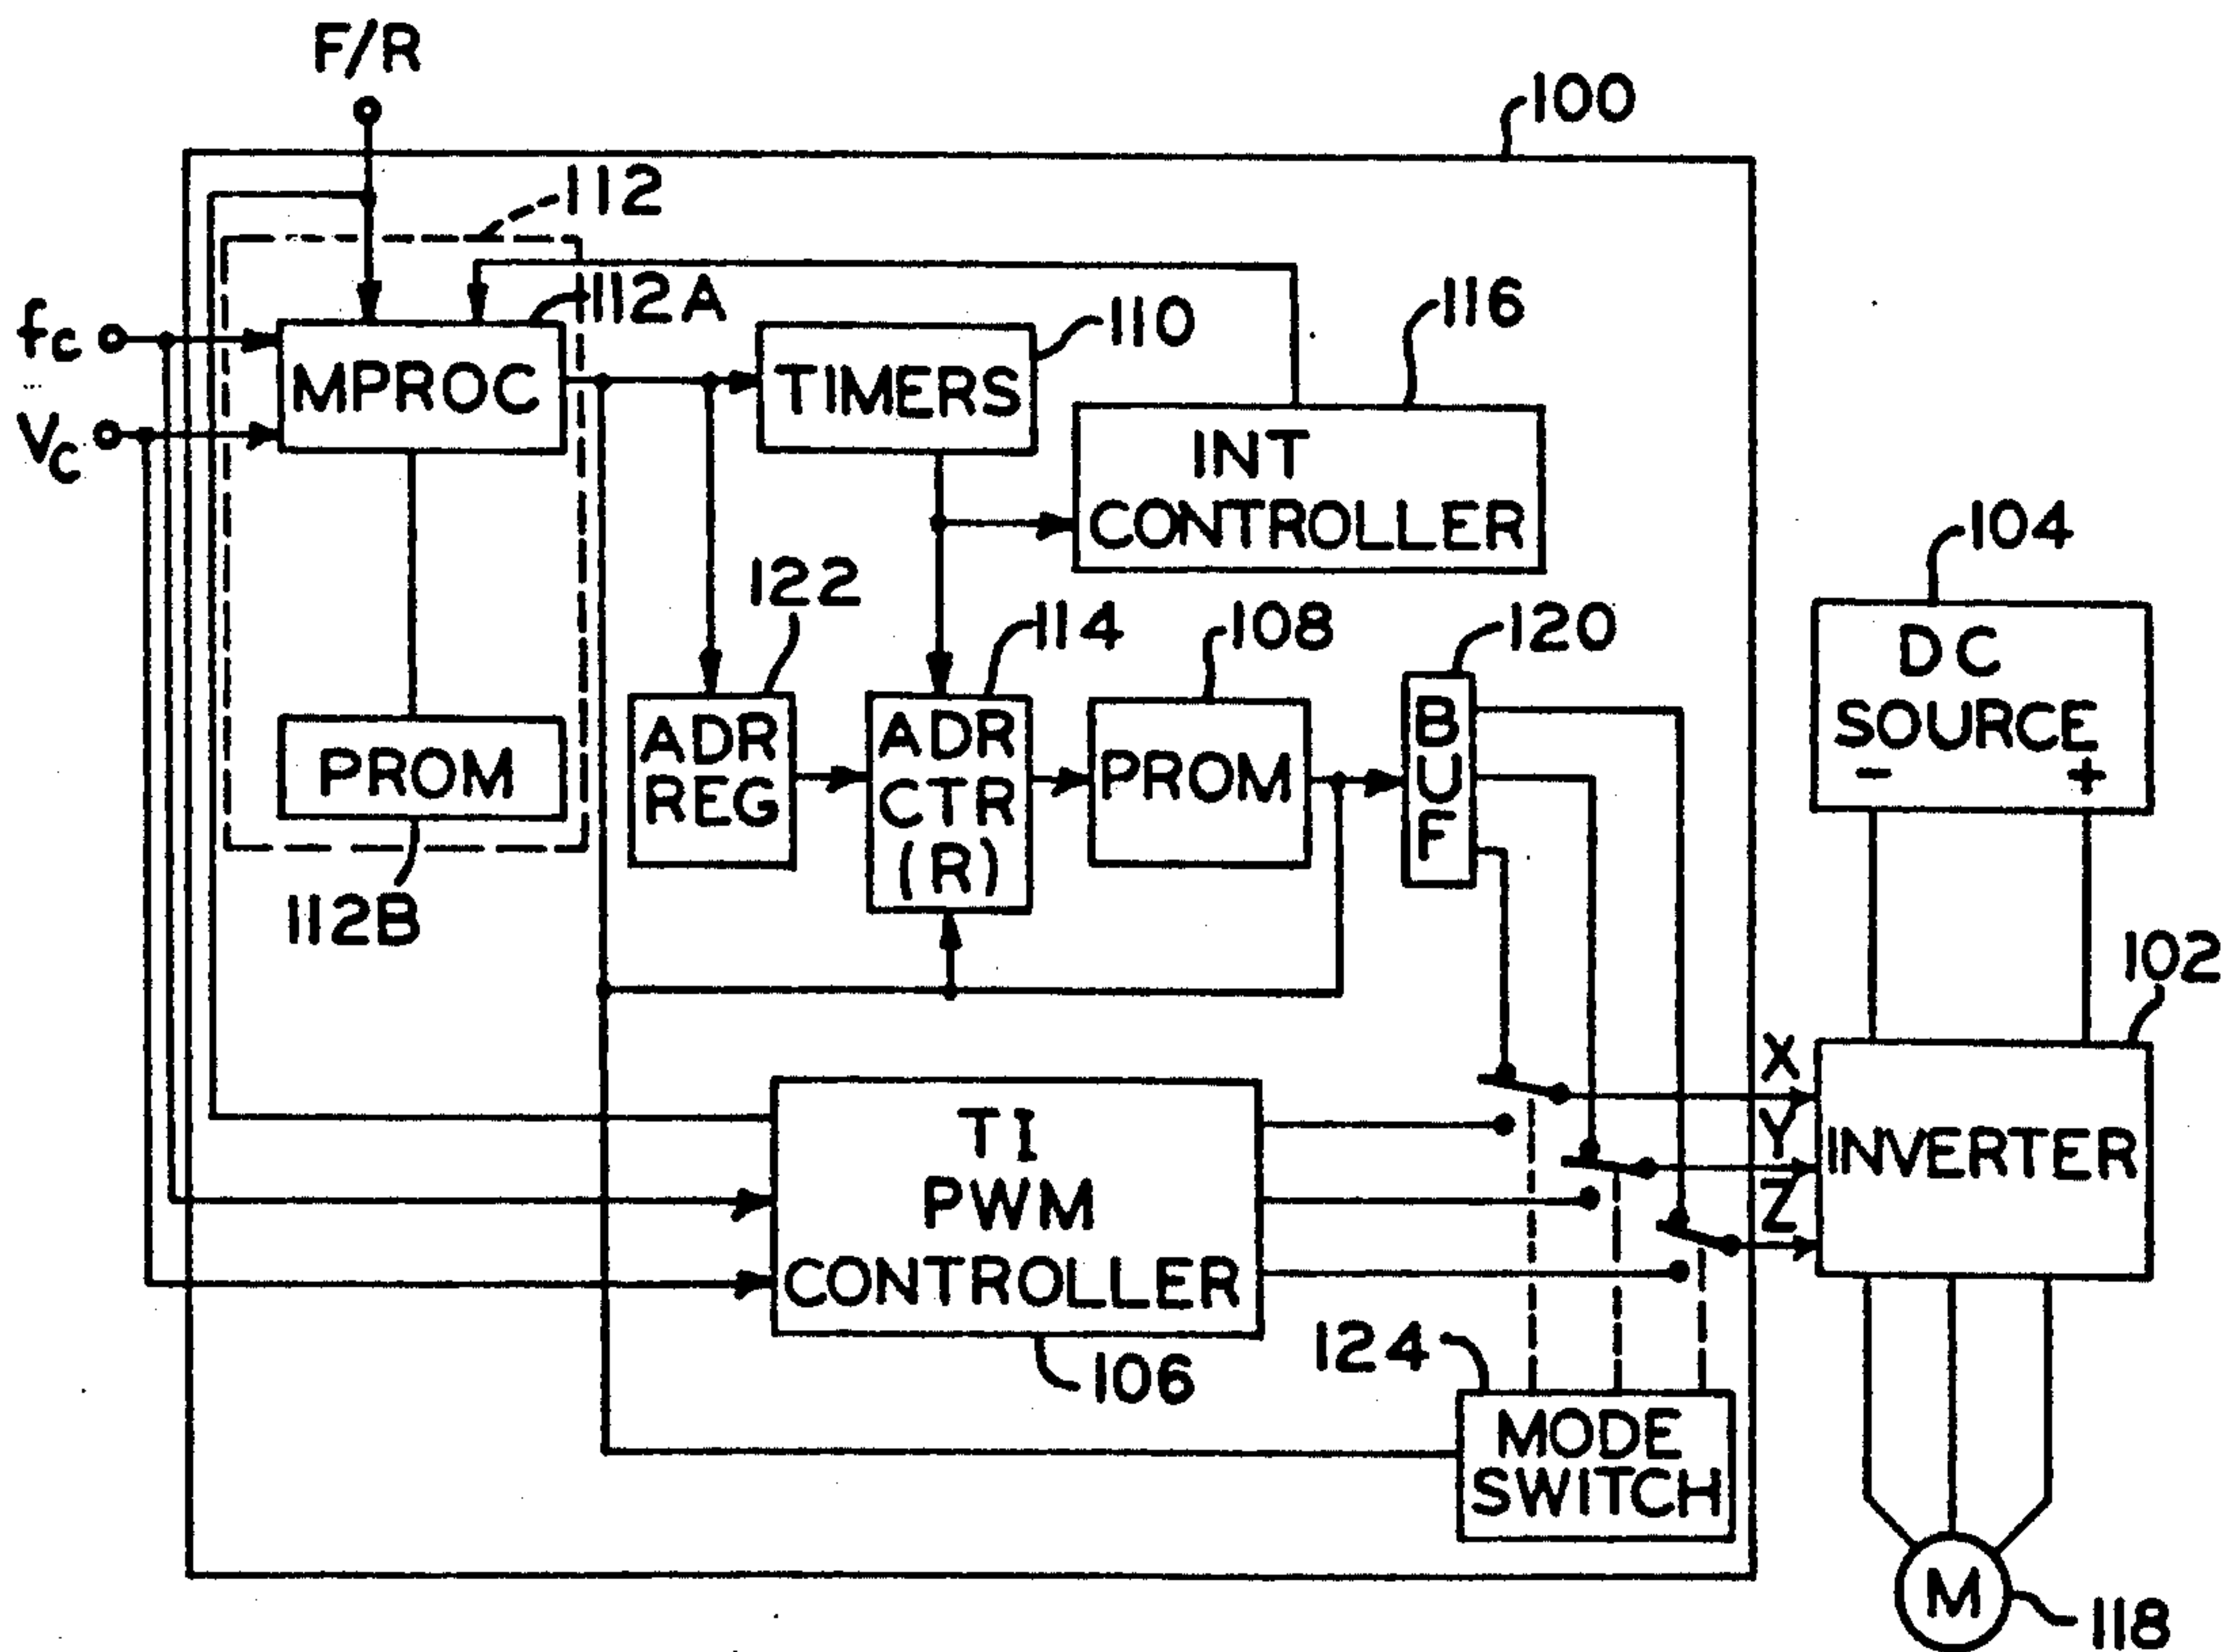 F/R
100
112
fc
112A
110
116
MPROC
TIMERS
Vc
INT
CONTROLLER
104
122
114
108
120
DC
SOURCE
- +
ADR
REG
ADR
CTR
(R)
PROM
BUF
PROM
112B
102
X
Y
Z
INVERTER
TI
PWM
CONTROLLER
124
106
MODE
SWITCH
M
118